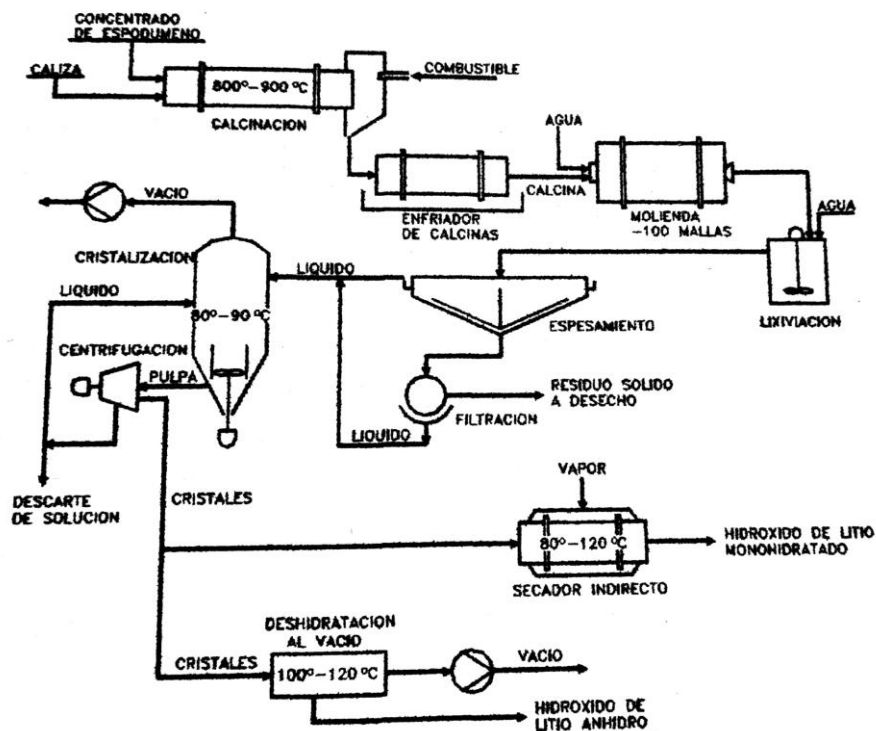 CONCENTRADO
DE ESPODUMENO
CALIZA
800°-900 °C
CALCINACION
COMBUSTIBLE
AGUA
CALCINA
ENFRIADOR
DE CALCINAS
MOLIENDA
-100 MALLAS
AGUA
LIXIVIACION
VACIO
CRISTALIZACION
LIQUIDO
LIQUIDO
80°-90 °C
ESPESAMIENTO
CENTRIFUGACION
PULPA
RESIDUO SOLIDO
A DESECHO
FILTRACION
LIQUIDO
DESCARTE
DE SOLUCION
CRISTALES
VAPOR
80°-120 °C
HIDROXIDO DE LITIO
MONOHIDRATADO
SECADOR INDIRECTO
DESHIDRATACION
AL VACIO
CRISTALES
100°-120 °C
VACIO
HIDROXIDO DE
LITIO ANHIDRO